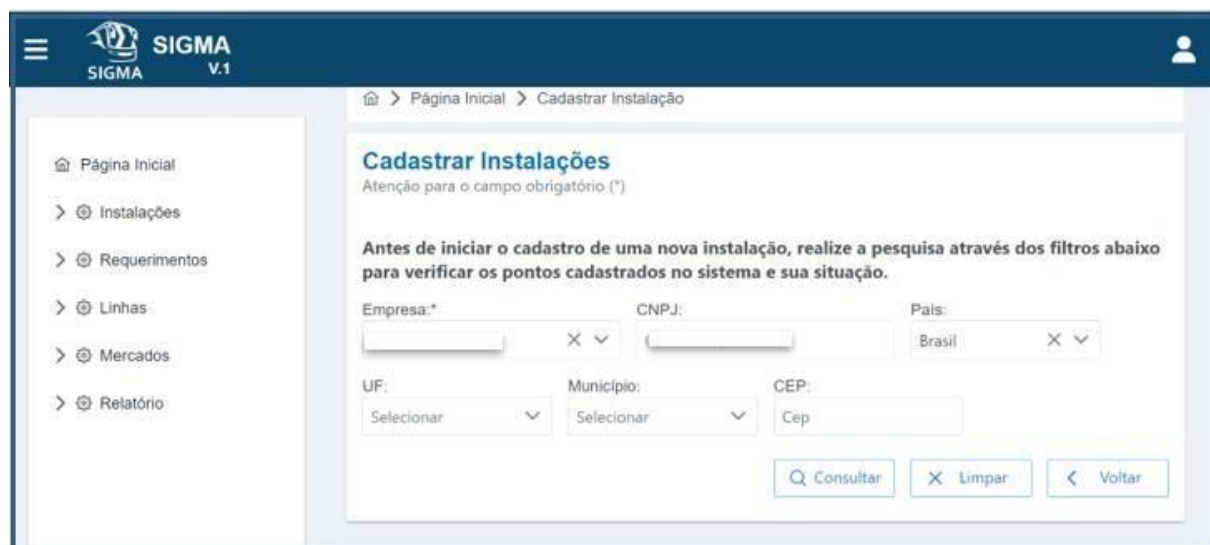 SIGMA
V.1
SIGMA
Página Inicial > Cadastrar Instalação
Página Inicial
Instalações
Requerimentos
Linhas
Mercados
Relatório
Cadastrar Instalações
Atenção para o campo obrigatório (*)
Antes de iniciar o cadastro de uma nova instalação, realize a pesquisa através dos filtros abaixo
para verificar os pontos cadastrados no sistema e sua situação.
Empresa:* CNPJ: País:
Brasil
UF: Município: CEP:
Selecionar Selecionar Cep
Consultar Limpar Voltar